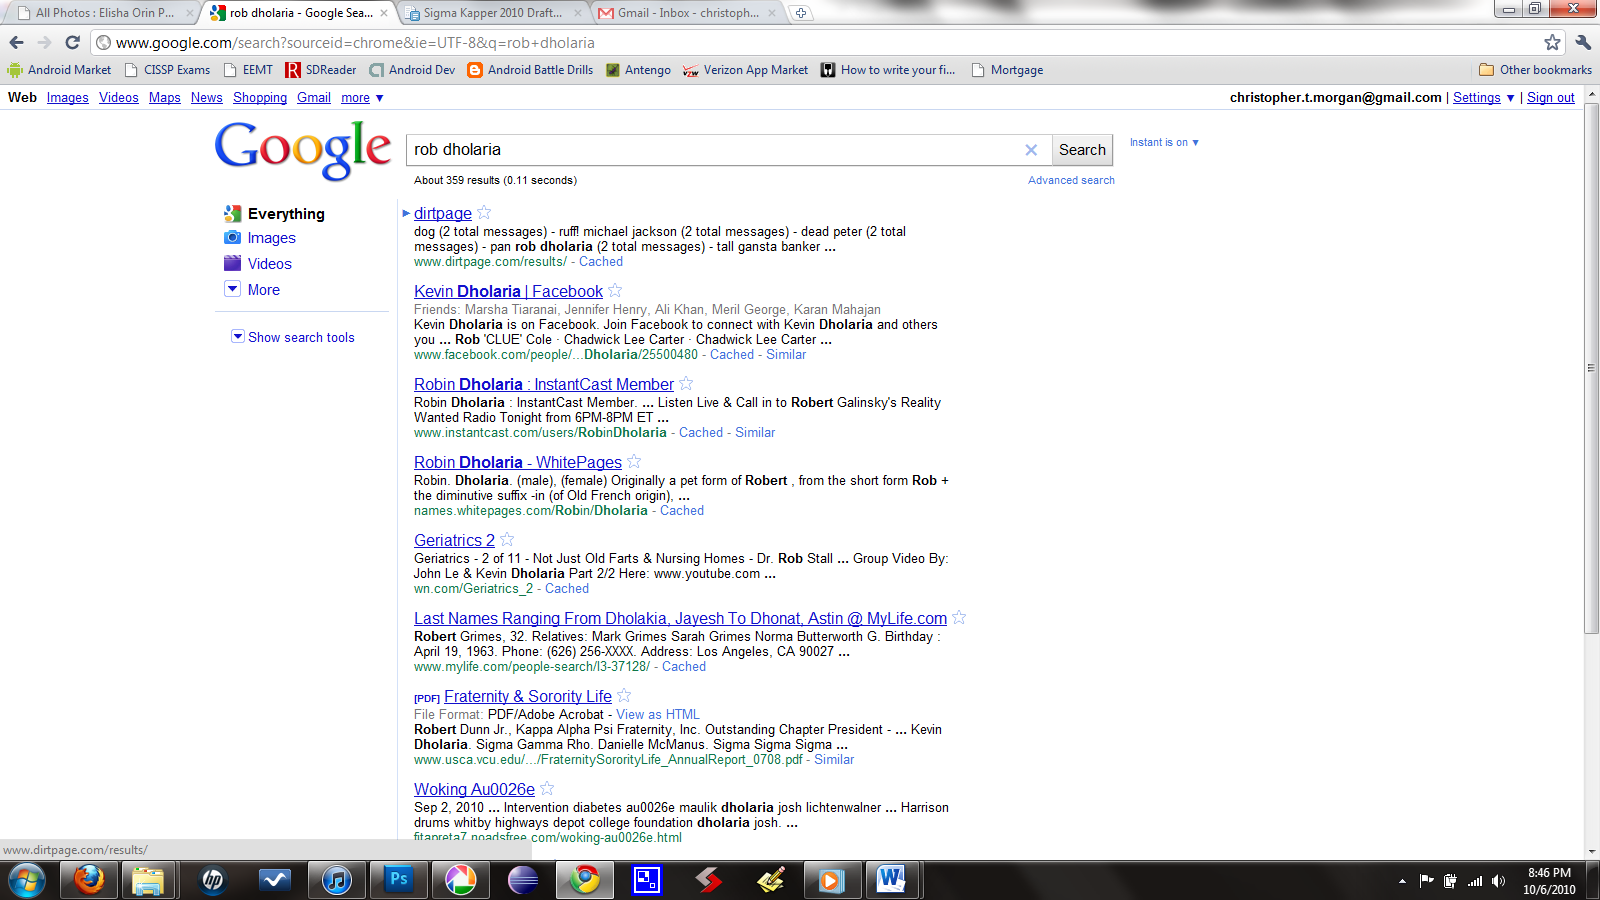 All Photos : Elisha Orin P...
rob dholaria - Google Sea...
Sigma Kapper 2010 Draft...
Gmail - Inbox - christoph...
www.google.com/search?sourceid=chrome&ie=UTF-8&q=rob+dholaria
Android Market CISSP Exams EEMT SDReader Android Dev Android Battle Drills Antengo Verizon App Market How to write your fi... Mortgage Other bookmarks
Web Images Videos Maps News Shopping Gmail more ▼ christopher.t.morgan@gmail.com | Settings ▼ | Sign out
Google
rob dholaria
Search
Instant is on ▼
About 359 results (0.11 seconds)
Advanced search
Everything
Images
Videos
More
Show search tools
dirtpage
dog (2 total messages) - ruff! michael jackson (2 total messages) - dead peter (2 total
messages) - pan rob dholaria (2 total messages) - tall gansta banker ...
www.dirtpage.com/results/ - Cached
Kevin Dholaria | Facebook
Friends: Marsha Tiaranai, Jennifer Henry, Ali Khan, Meril George, Karan Mahajan
Kevin Dholaria is on Facebook. Join Facebook to connect with Kevin Dholaria and others
you ... Rob 'CLUE' Cole · Chadwick Lee Carter · Chadwick Lee Carter ...
www.facebook.com/people/...Dholaria/25500480 - Cached - Similar
Robin Dholaria : InstantCast Member
Robin Dholaria : InstantCast Member. ... Listen Live & Call in to Robert Galinsky's Reality
Wanted Radio Tonight from 6PM-8PM ET ...
www.instantcast.com/users/RobinDholaria - Cached - Similar
Robin Dholaria - WhitePages
Robin. Dholaria. (male), (female) Originally a pet form of Robert , from the short form Rob +
the diminutive suffix -in (of Old French origin), ...
names.whitepages.com/Robin/Dholaria - Cached
Geriatrics 2
Geriatrics - 2 of 11 - Not Just Old Farts & Nursing Homes - Dr. Rob Stall ... Group Video By:
John Le & Kevin Dholaria Part 2/2 Here: www.youtube.com ...
wn.com/Geriatrics_2 - Cached
Last Names Ranging From Dholakia, Jayesh To Dhonat, Astin @ MyLife.com
Robert Grimes, 32. Relatives: Mark Grimes Sarah Grimes Norma Butterworth G. Birthday :
April 19, 1963. Phone: (626) 256-XXXX. Address: Los Angeles, CA 90027 ...
www.mylife.com/people-search/l3-37128/ - Cached
[PDF] Fraternity & Sorority Life
File Format: PDF/Adobe Acrobat - View as HTML
Robert Dunn Jr., Kappa Alpha Psi Fraternity, Inc. Outstanding Chapter President - ... Kevin
Dholaria. Sigma Gamma Rho. Danielle McManus. Sigma Sigma Sigma ...
www.usca.vcu.edu/.../FraternitySororityLife_AnnualReport_0708.pdf - Similar
Woking Au0026e
Sep 2, 2010 ... Intervention diabetes au0026e maulik dholaria josh lichtenwalner ... Harrison
drums whitby highways depot college foundation dholaria josh. ...
fitapreta7.noadsfree.com/woking-au0026e.html
www.dirtpage.com/results/
hp
Ps
W
8:46 PM
10/6/2010